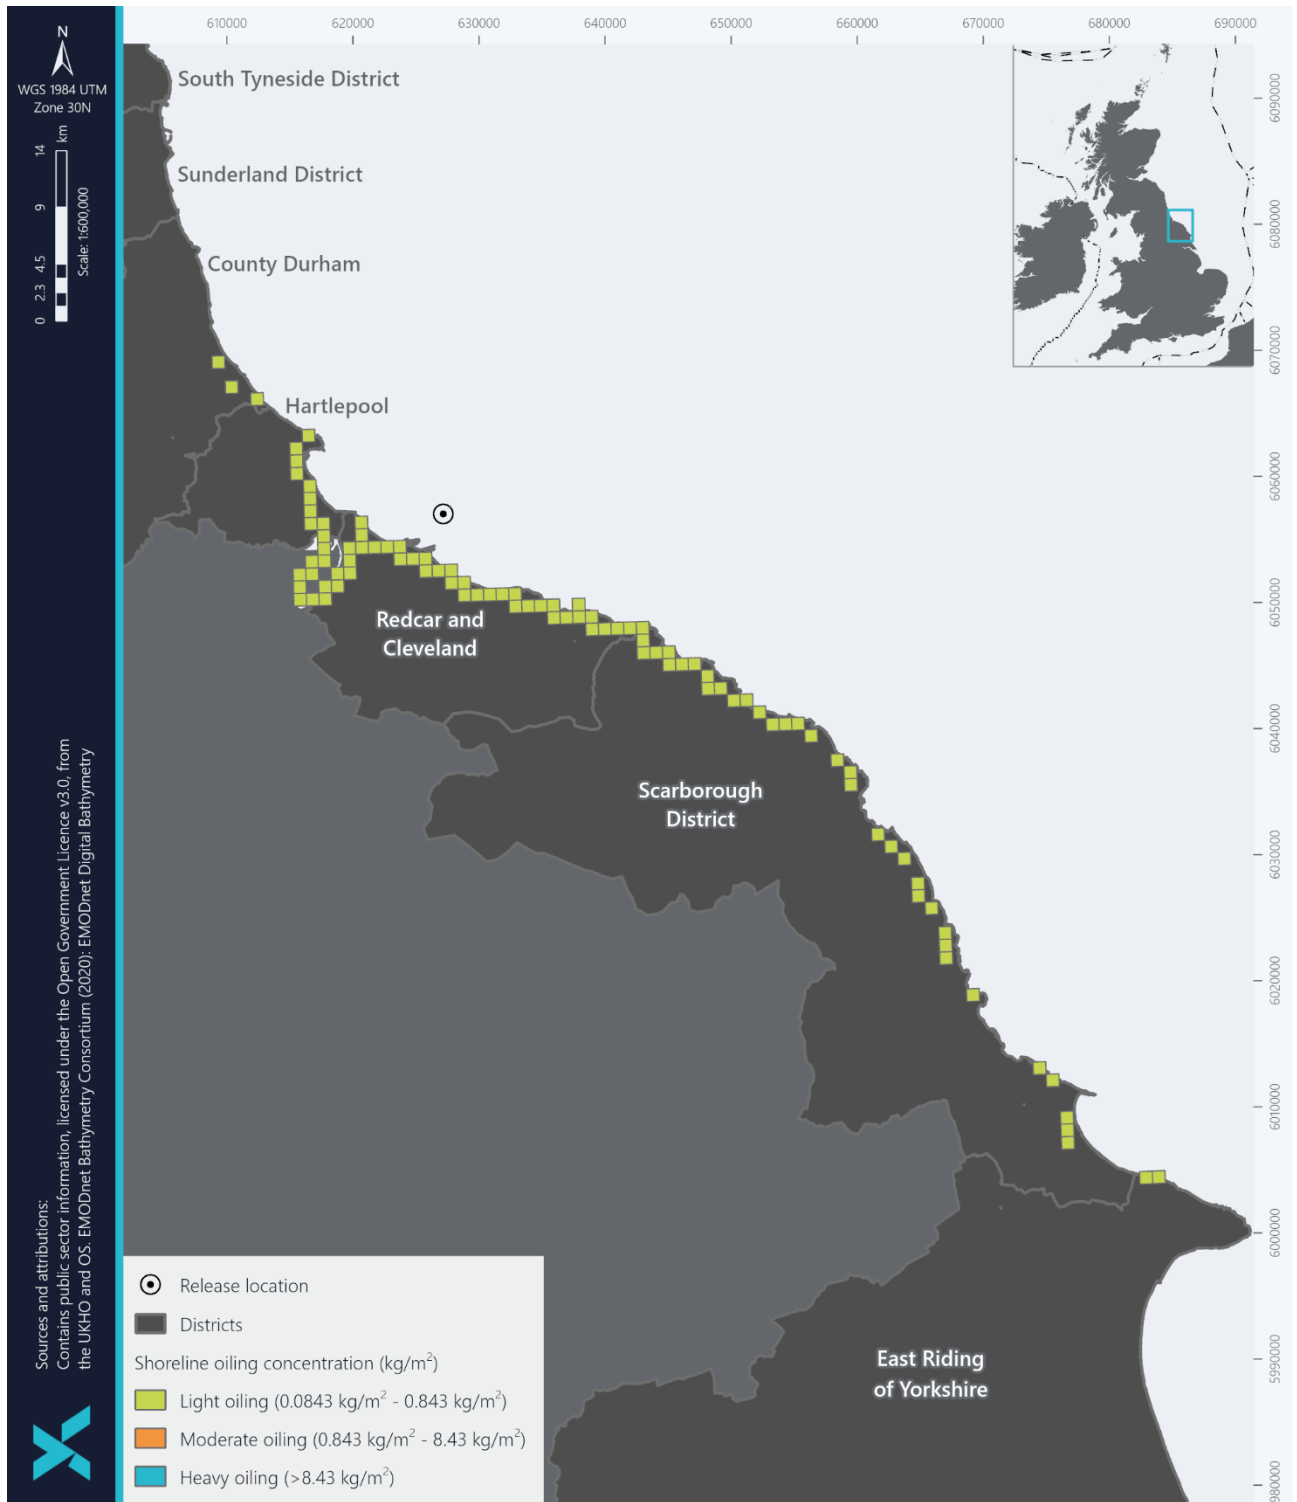 610000 620000 630000 640000 650000 660000 670000 680000 690000
N
WGS 1984 UTM
Zone 30N
0 2.3 4.5 9 14 km
Scale: 1:600,000
South Tyneside District
Sunderland District
County Durham
Hartlepool
Redcar and
Cleveland
Scarborough
District
East Riding
of Yorkshire
6090000
6080000
6070000
6060000
6050000
6040000
6030000
6020000
6010000
6000000
5990000
980000
Sources and attributions:
Contains public sector information, licensed under the Open Government Licence v3.0, from
the UKHO and OS. EMODnet Bathymetry Consortium (2020): EMODnet Digital Bathymetry
Release location
Districts
Shoreline oiling concentration (kg/m²)
Light oiling (0.0843 kg/m² - 0.843 kg/m²)
Moderate oiling (0.843 kg/m² - 8.43 kg/m²)
Heavy oiling (>8.43 kg/m²)